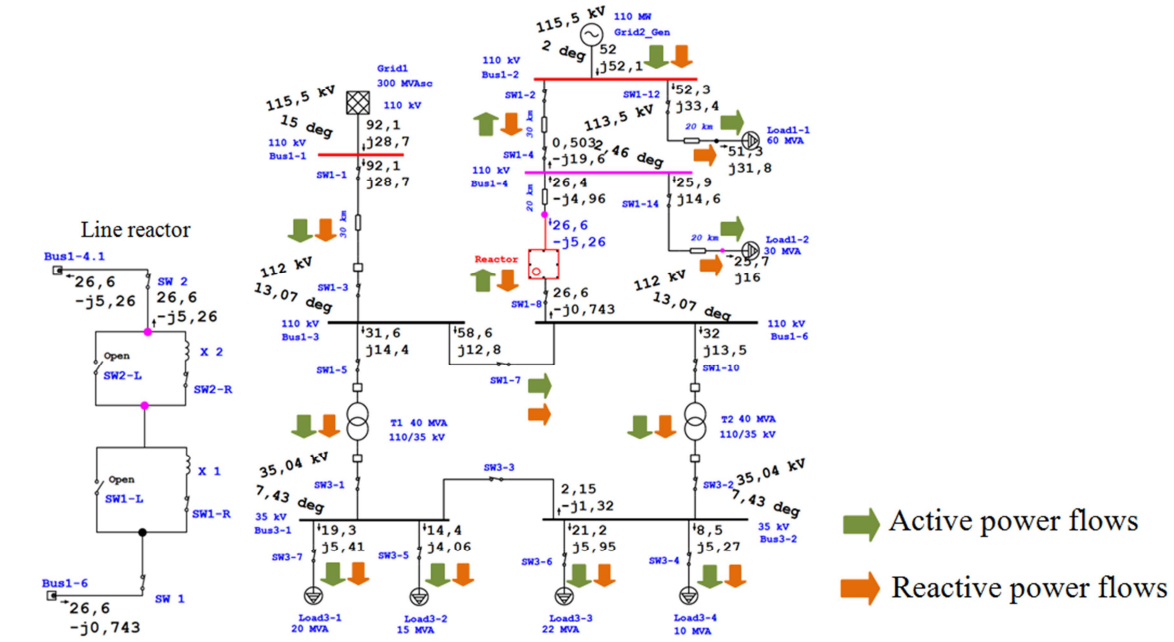 Line reactor
Bus1-4.1
26,6
-j5,26
SW 2
26,6
-j5,26
X 2
Open
SW2-L
SW2-R
X 1
Open
SW1-L
SW1-R
Bus1-6
26,6
-j0,743
SW 1
Grid1
300 MVAsc
110 kV
115,5 kV
15 deg
92,1
j28,7
110 kV
Bus1-1
SW1-1
92,1
j28,7
30 km
SW1-3
112 kV
13,07 deg
110 kV
Bus1-3
31,6
j14,4
58,6
j12,8
SW1-5
SW1-7
T1 40 MVA
110/35 kV
35,04 kV
7,43 deg
SW3-1
35 kV
Bus3-1
19,3
j5,41
14,4
j4,06
SW3-7
SW3-5
Load3-1
20 MVA
Load3-2
15 MVA
SW3-3
115,5 kV
2 deg
110 MW
Grid2_Gen
52
j52,1
110 kV
Bus1-2
SW1-2
SW1-12
52,3
j33,4
113,5 kV
20 km
Load1-1
60 MVA
51,3
j31,8
30 km
SW1-4
0,503
-j19,6
2,46 deg
110 kV
Bus1-4
26,4
-j4,96
25,9
j14,6
20 km
SW1-14
26,6
-j5,26
20 km
Load1-2
30 MVA
25,7
j16
Reactor
SW1-8
26,6
-j0,743
112 kV
13,07 deg
110 kV
Bus1-6
32
j13,5
SW1-10
T2 40 MVA
110/35 kV
35,04 kV
7,43 deg
SW3-2
2,15
-j1,32
35 kV
Bus3-2
21,2
j5,95
8,5
j5,27
SW3-6
SW3-4
Load3-3
22 MVA
Load3-4
10 MVA
Active power flows
Reactive power flows